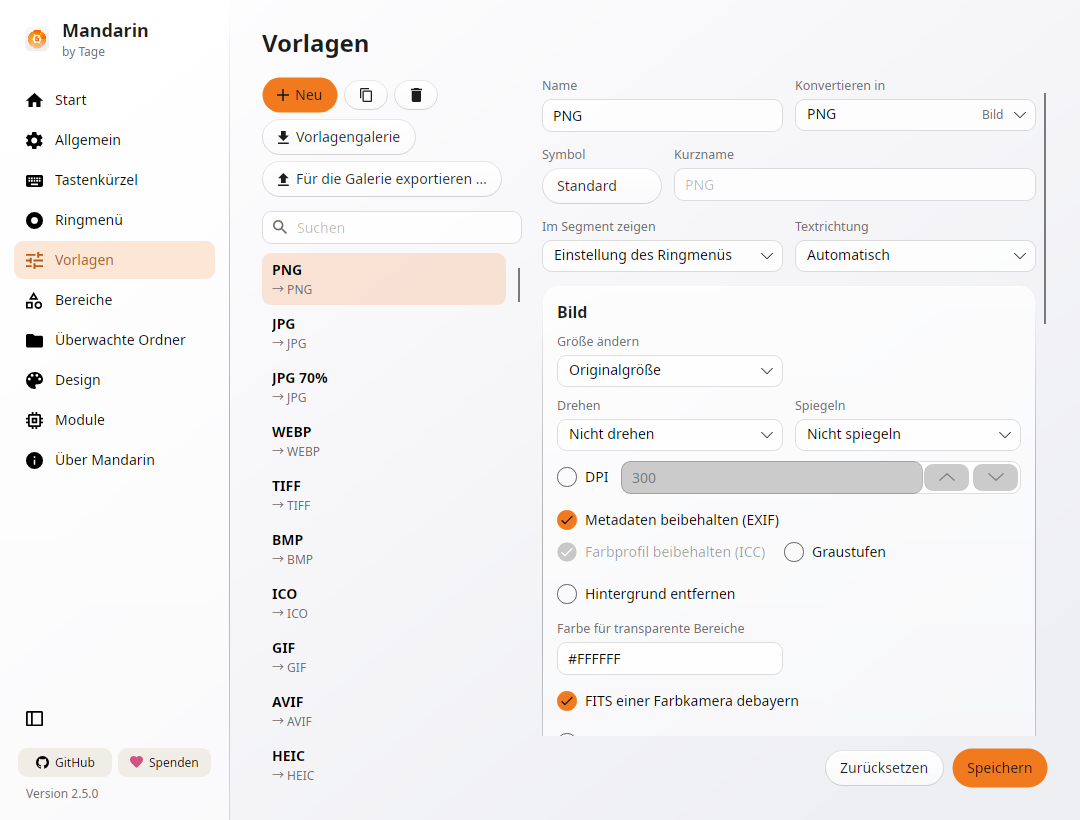 Mandarin
by Tage
Start
Allgemein
Tastenkürzel
Ringmenü
Vorlagen
Bereiche
Überwachte Ordner
Design
Module
Über Mandarin
GitHub
Spenden
Version 2.5.0
Vorlagen
Neu
Vorlagengalerie
Für die Galerie exportieren ...
Suchen
PNG
→ PNG
JPG
→ JPG
JPG 70%
→ JPG
WEBP
→ WEBP
TIFF
→ TIFF
BMP
→ BMP
ICO
→ ICO
GIF
→ GIF
AVIF
→ AVIF
HEIC
→ HEIC
Name
Konvertieren in
PNG
PNG Bild
Symbol
Kurzname
Standard
PNG
Im Segment zeigen
Textrichtung
Einstellung des Ringmenüs
Automatisch
Bild
Größe ändern
Originalgröße
Drehen
Spiegeln
Nicht drehen
Nicht spiegeln
DPI
300
Metadaten beibehalten (EXIF)
Farbprofil beibehalten (ICC)
Graustufen
Hintergrund entfernen
Farbe für transparente Bereiche
#FFFFFF
FITS einer Farbkamera debayern
Zurücksetzen
Speichern